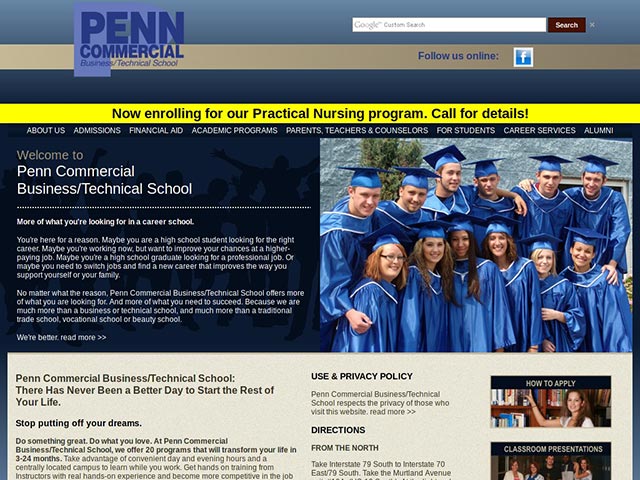 PENN
COMMERCIAL
Business/Technical School
Google™ Custom Search
Search
×
Follow us online:
f
Now enrolling for our Practical Nursing program. Call for details!
ABOUT US ADMISSIONS FINANCIAL AID ACADEMIC PROGRAMS PARENTS, TEACHERS & COUNSELORS FOR STUDENTS CAREER SERVICES ALUMNI
Welcome to
Penn Commercial
Business/Technical School
More of what you're looking for in a career school.
You're here for a reason. Maybe you are a high school student looking for the right
career. Maybe you're working now, but want to improve your chances at a higher-
paying job. Maybe you're a high school graduate looking for a professional job. Or
maybe you need to switch jobs and find a new career that improves the way you
support yourself or your family.
No matter what the reason, Penn Commercial Business/Technical School offers more
of what you are looking for. And more of what you need to succeed. Because we are
much more than a business or technical school, and much more than a traditional
trade school, vocational school or beauty school.
We're better. read more >>
Penn Commercial Business/Technical School:
There Has Never Been a Better Day to Start the Rest of
Your Life.
Stop putting off your dreams.
Do something great. Do what you love. At Penn Commercial
Business/Technical School, we offer 20 programs that will transform your life in
3-24 months. Take advantage of convenient day and evening hours and a
centrally located campus to learn while you work. Get hands on training from
Instructors with real hands-on experience and become more competitive in the job
USE & PRIVACY POLICY
Penn Commercial Business/Technical
School respects the privacy of those who
visit this website. read more >>
DIRECTIONS
FROM THE NORTH
Take Interstate 79 South to Interstate 70
East/79 South. Take the Murtland Avenue
HOW TO APPLY
CLASSROOM PRESENTATIONS